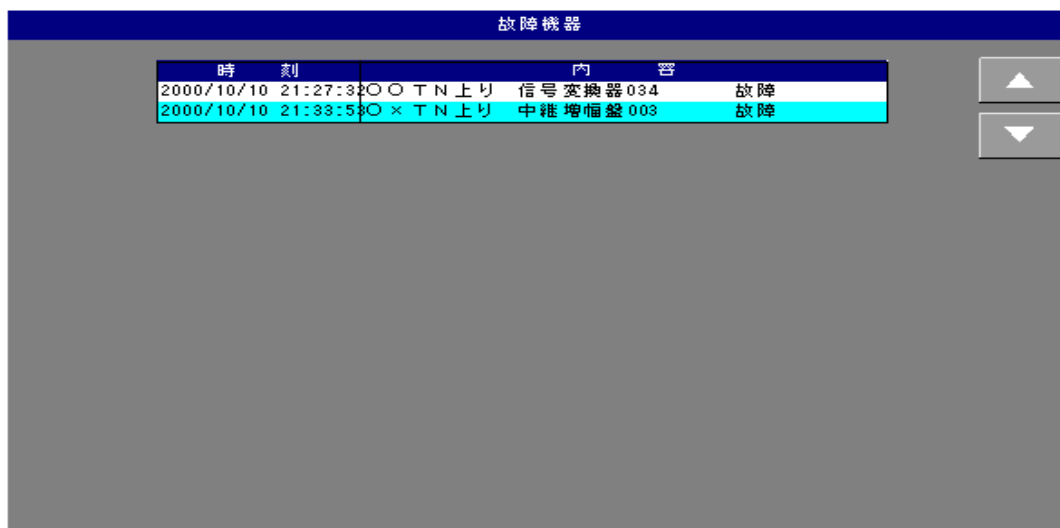 故障機器
時 刻 内 容
2000/10/10 21:27:32 〇〇TN上り 信号変換器034 故障
2000/10/10 21:33:53 〇×TN上り 中継増幅盤003 故障